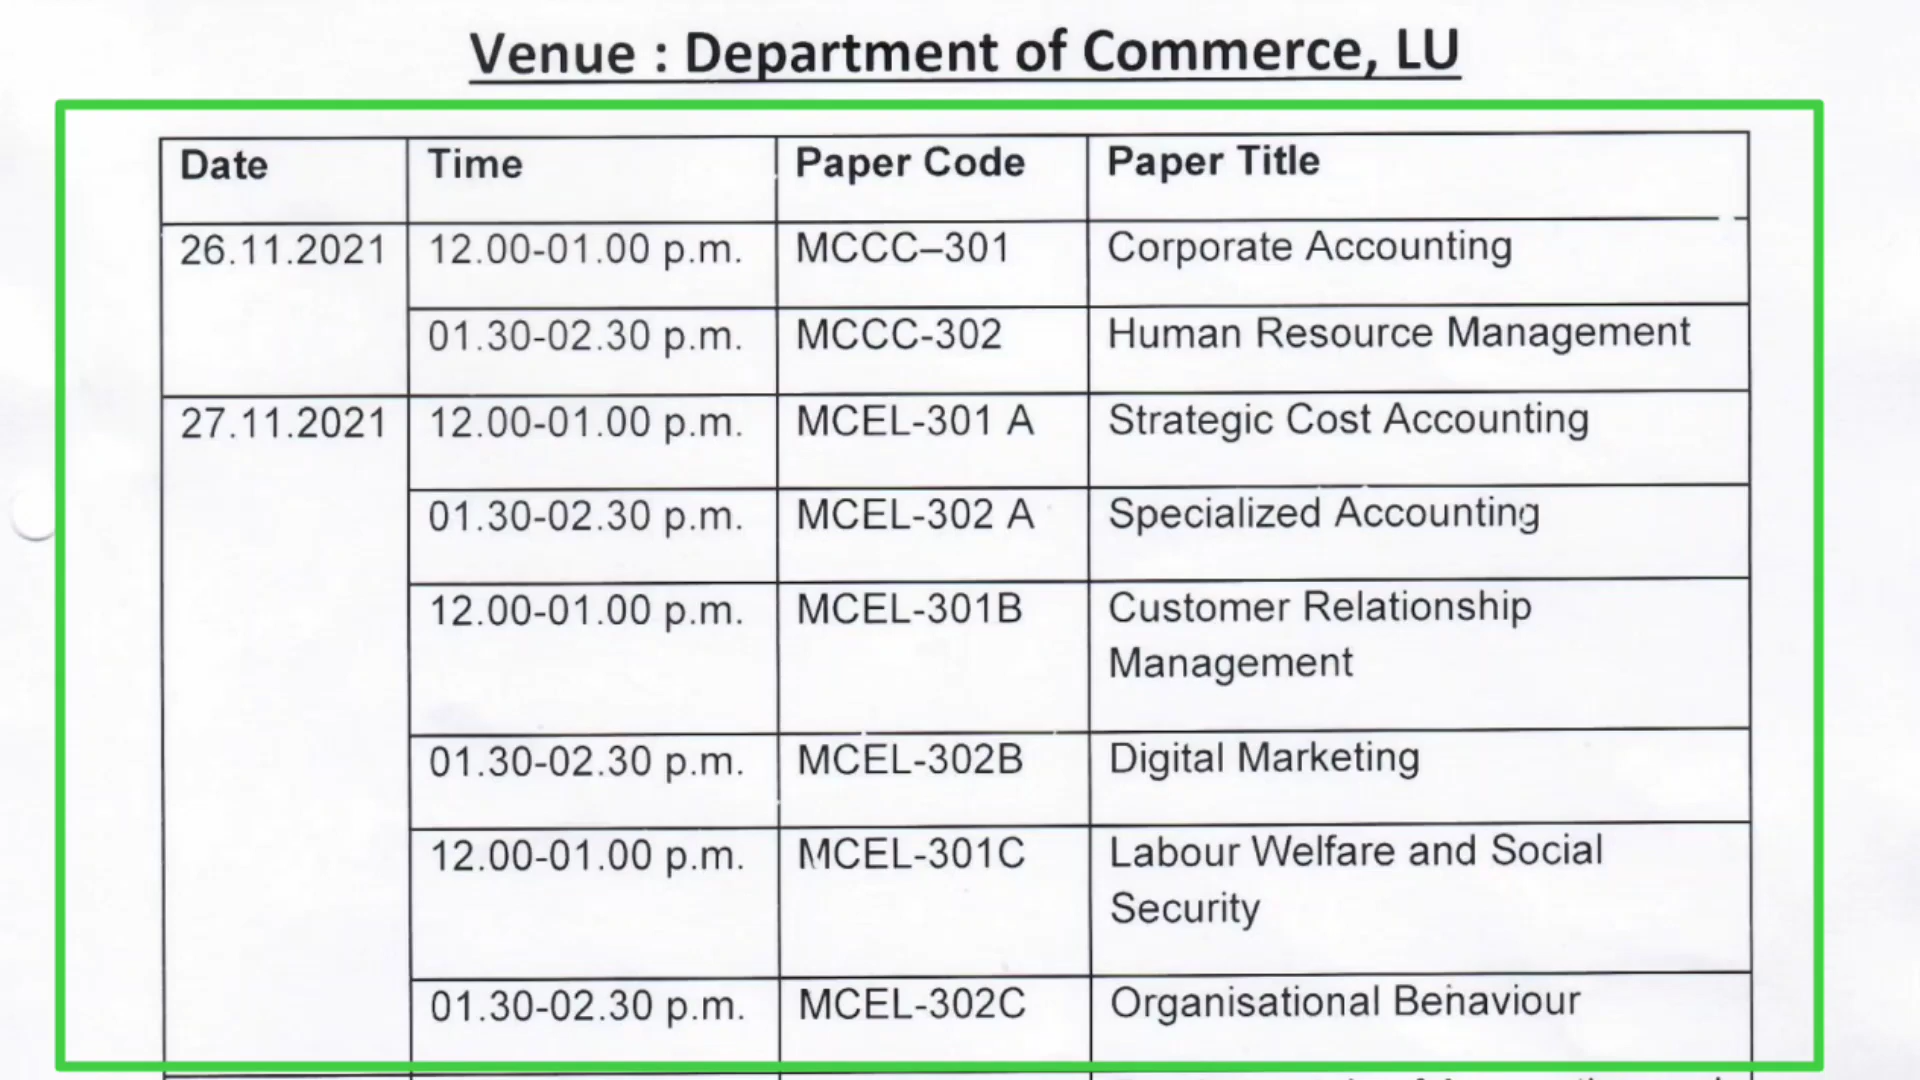 Venue : Department of Commerce, LU
Date Time Paper Code Paper Title
26.11.2021 12.00-01.00 p.m. MCCC–301 Corporate Accounting
01.30-02.30 p.m. MCCC-302 Human Resource Management
27.11.2021 12.00-01.00 p.m. MCEL-301 A Strategic Cost Accounting
01.30-02.30 p.m. MCEL-302 A Specialized Accounting
12.00-01.00 p.m. MCEL-301B Customer Relationship
Management
01.30-02.30 p.m. MCEL-302B Digital Marketing
12.00-01.00 p.m. MCEL-301C Labour Welfare and Social
Security
01.30-02.30 p.m. MCEL-302C Organisational Behaviour